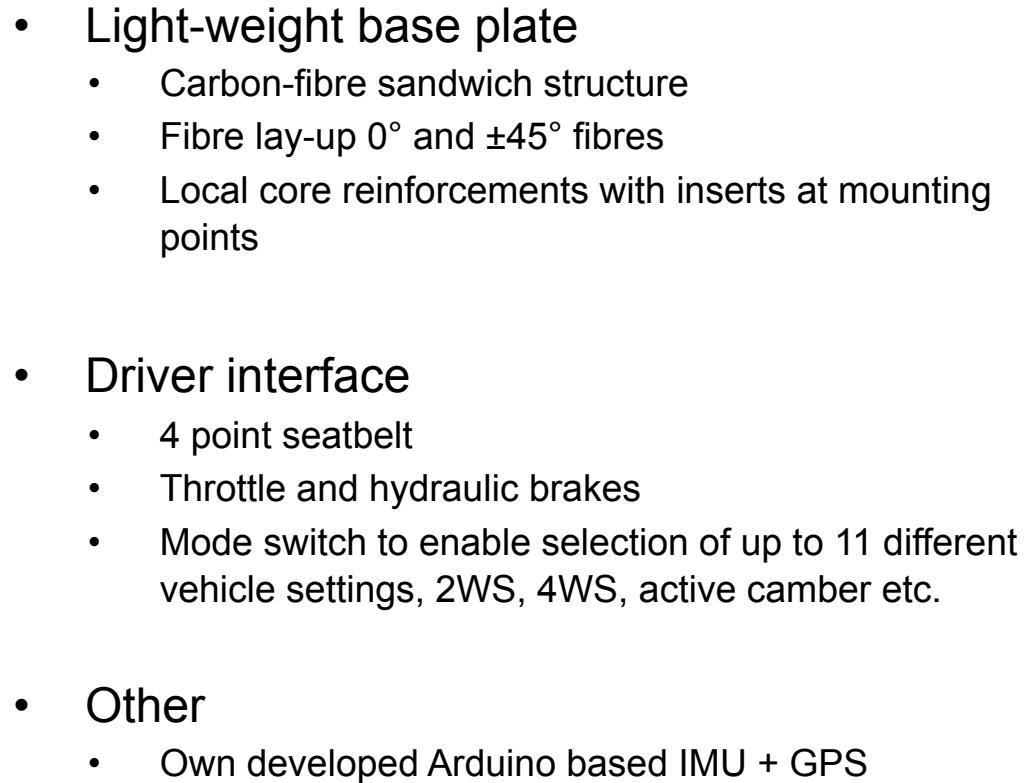 • Light-weight base plate
• Carbon-fibre sandwich structure
• Fibre lay-up 0° and ±45° fibres
• Local core reinforcements with inserts at mounting
points
• Driver interface
• 4 point seatbelt
• Throttle and hydraulic brakes
• Mode switch to enable selection of up to 11 different
vehicle settings, 2WS, 4WS, active camber etc.
• Other
• Own developed Arduino based IMU + GPS